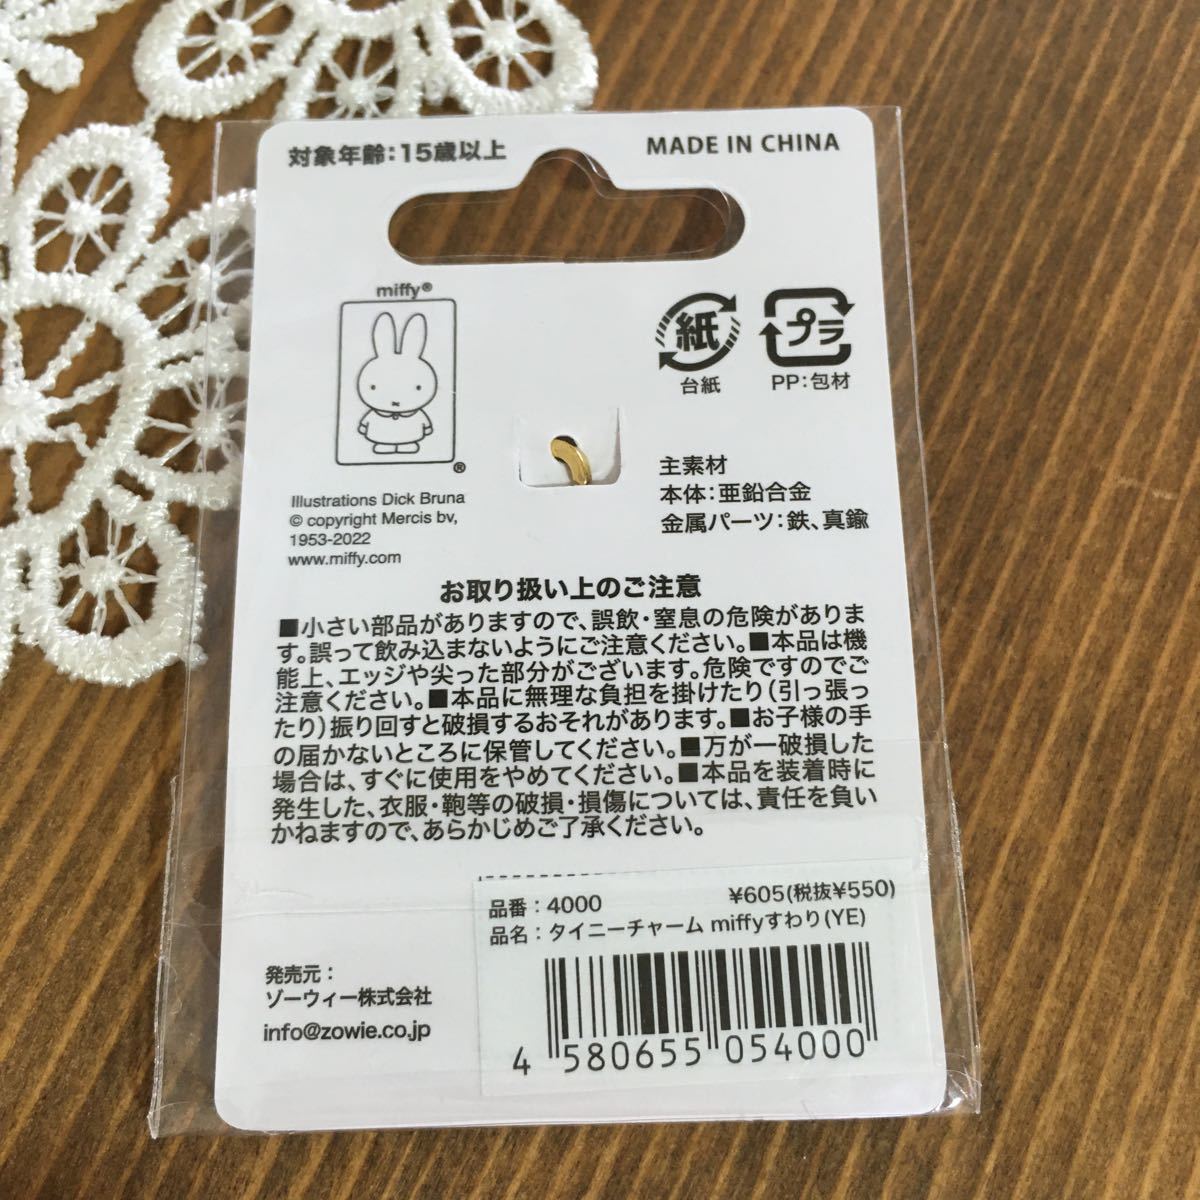 対象年齢:15歳以上
MADE IN CHINA
miffy®
®
Illustrations Dick Bruna
© copyright Mercis bv,
1953-2022
www.miffy.com
紙
台紙
プラ
PP:包材
主素材
本体:亜鉛合金
金属パーツ:鉄、真鍮
お取り扱い上のご注意
■小さい部品がありますので、誤飲・窒息の危険がありま
す。誤って飲み込まないようにご注意ください。■本品は機
能上、エッジや尖った部分がございます。危険ですのでご
注意ください。■本品に無理な負担を掛けたり(引っ張っ
たり)振り回すと破損するおそれがあります。■お子様の手
の届かないところに保管してください。■万が一破損した
場合は、すぐに使用をやめてください。■本品を装着時に
発生した、衣服・鞄等の破損・損傷については、責任を負い
かねますので、あらかじめご了承ください。
品番:4000 ¥605(税抜¥550)
品名:タイニーチャーム miffyすわり(YE)
4 580655 054000
発売元:
ゾーウィー株式会社
info@zowie.co.jp